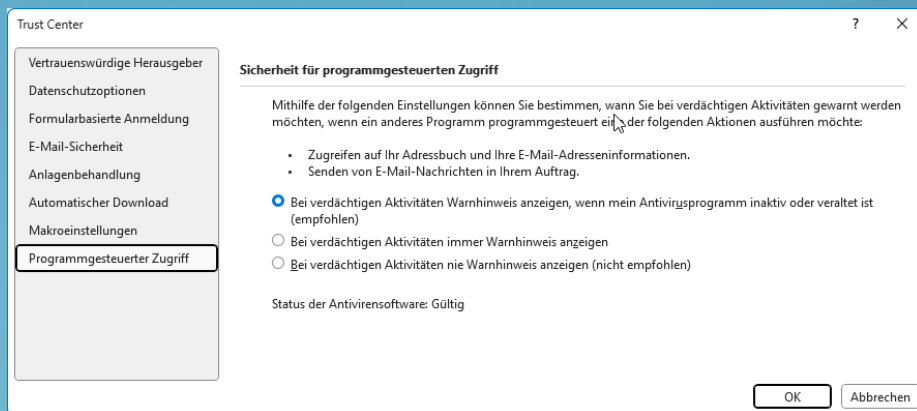 Trust Center
?
Vertrauenswürdige Herausgeber
Datenschutzoptionen
Formularbasierte Anmeldung
E-Mail-Sicherheit
Anlagenbehandlung
Automatischer Download
Makroeinstellungen
Programmgesteuerter Zugriff
Sicherheit für programmgesteuerten Zugriff
Mithilfe der folgenden Einstellungen können Sie bestimmen, wann Sie bei verdächtigen Aktivitäten gewarnt werden
möchten, wenn ein anderes Programm programmgesteuert eine der folgenden Aktionen ausführen möchte:
• Zugreifen auf Ihr Adressbuch und Ihre E-Mail-Adresseninformationen.
• Senden von E-Mail-Nachrichten in Ihrem Auftrag.
Bei verdächtigen Aktivitäten Warnhinweis anzeigen, wenn mein Antivirusprogramm inaktiv oder veraltet ist
(empfohlen)
Bei verdächtigen Aktivitäten immer Warnhinweis anzeigen
Bei verdächtigen Aktivitäten nie Warnhinweis anzeigen (nicht empfohlen)
Status der Antivirensoftware: Gültig
OK
Abbrechen